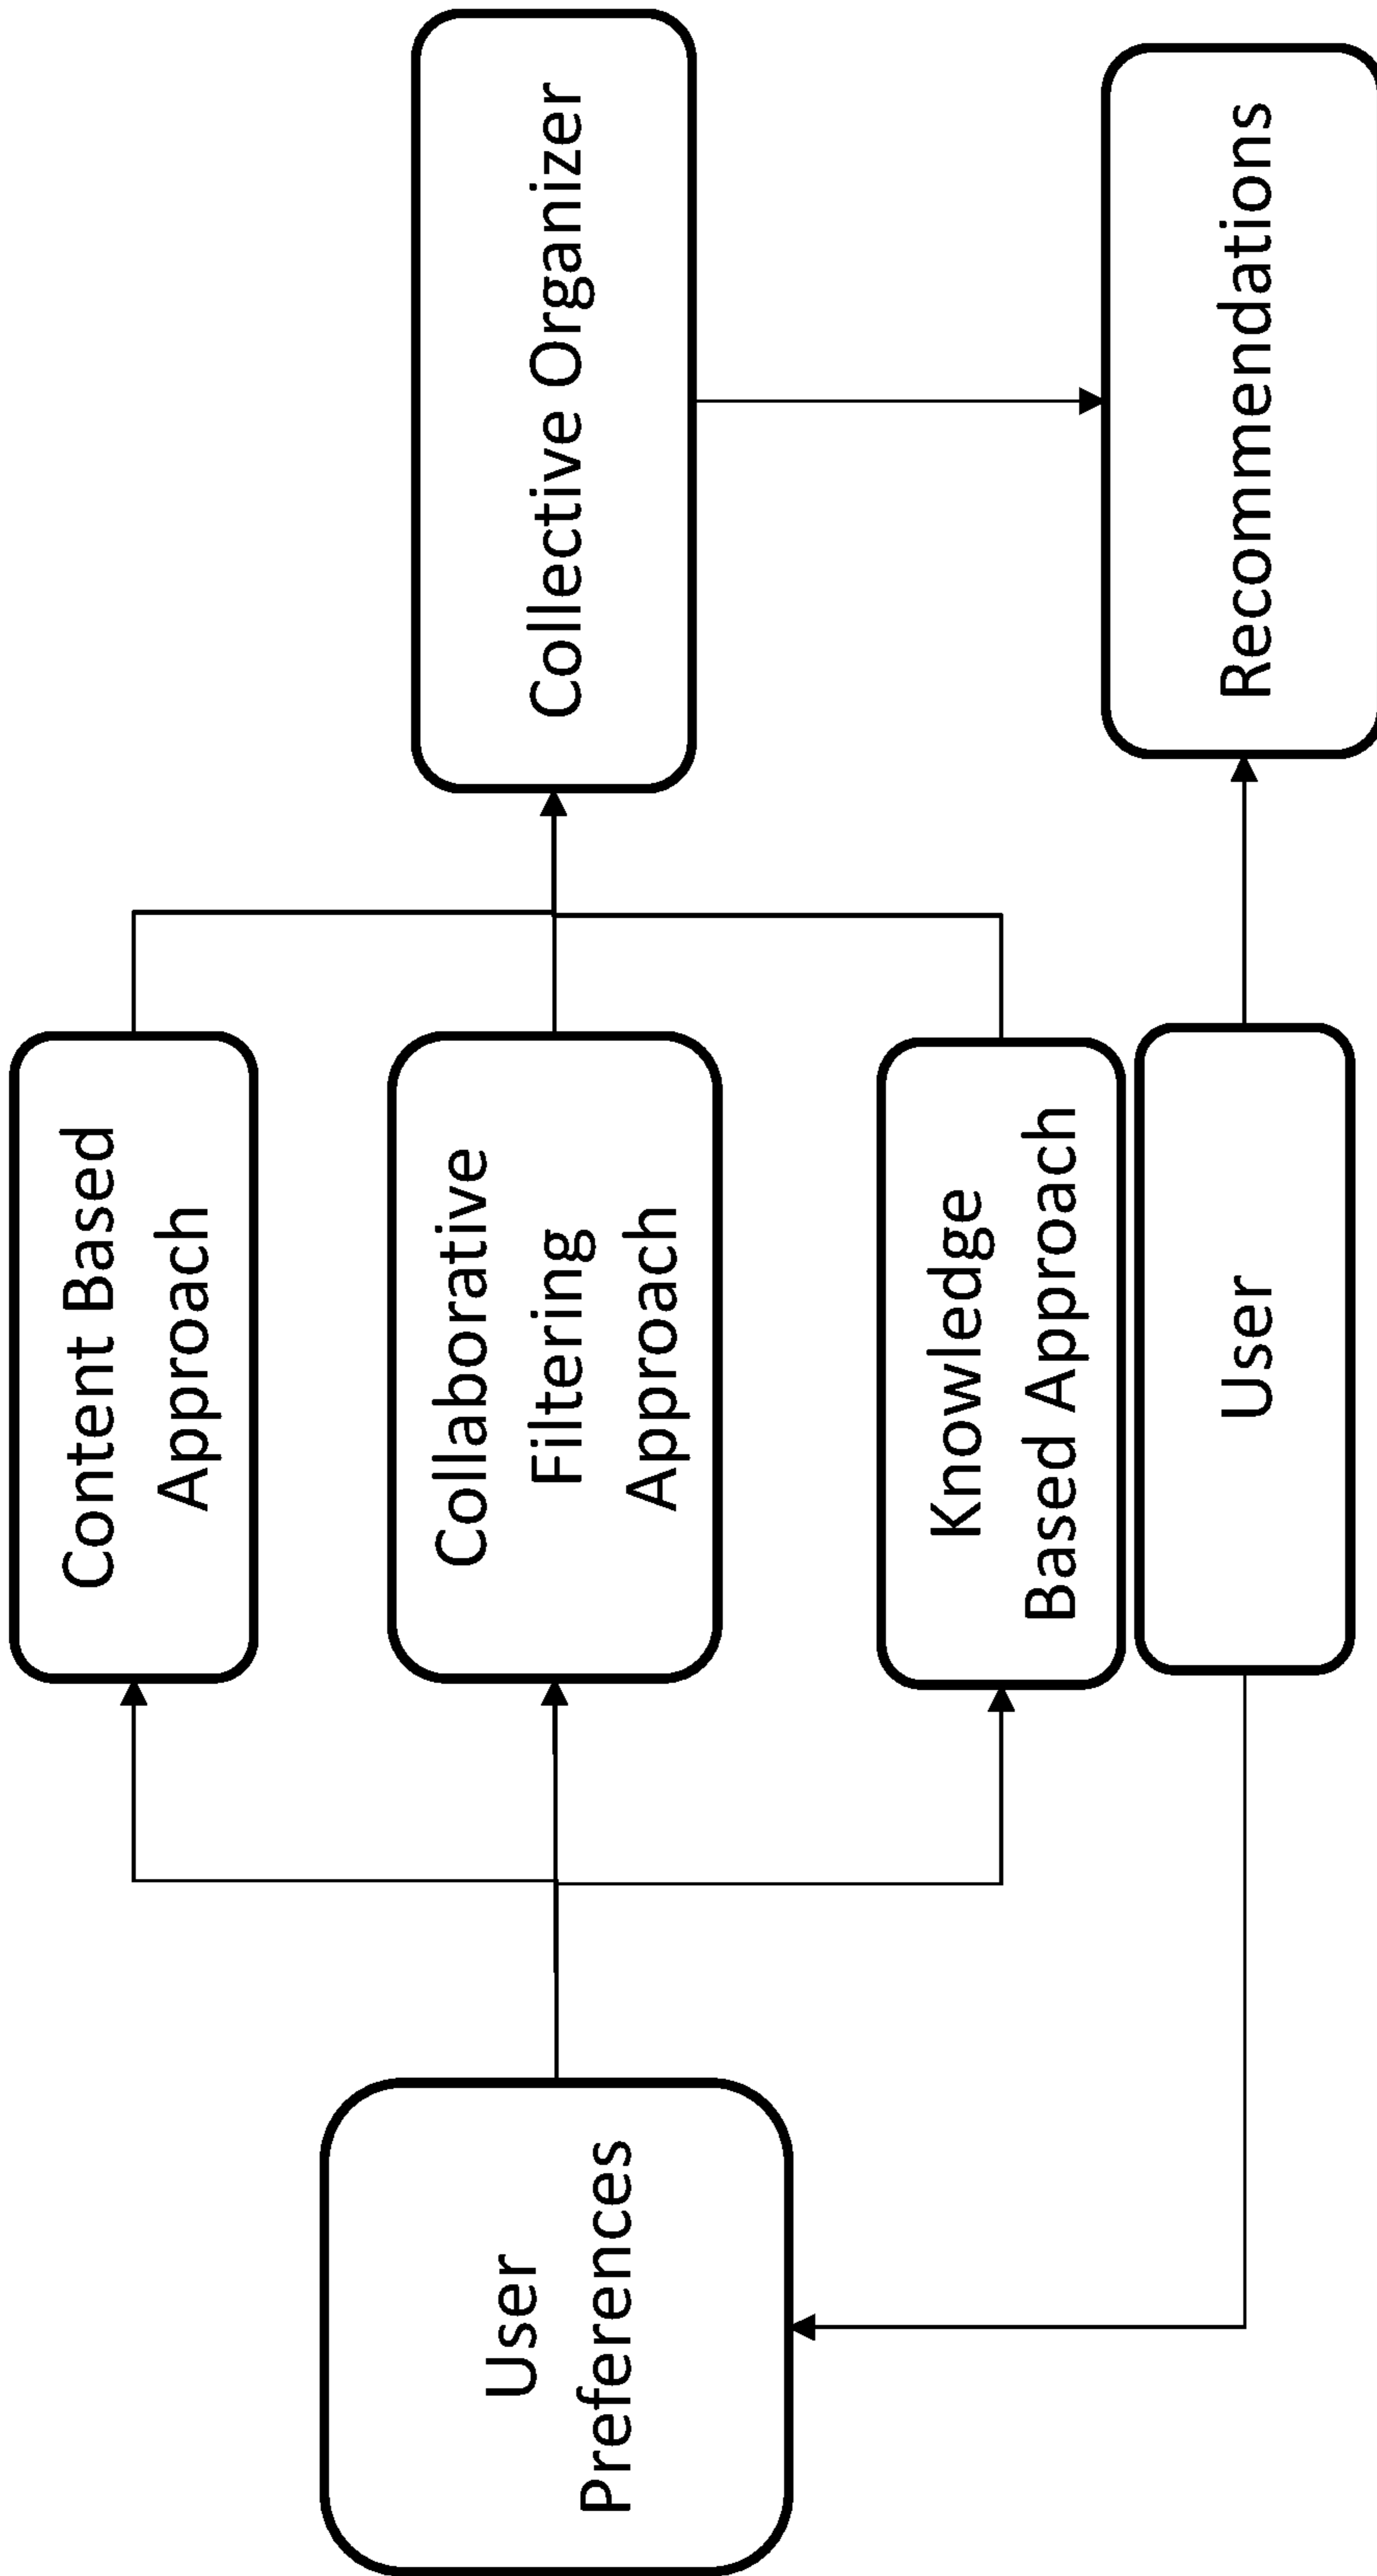 User
Preferences
Content Based
Approach
Collaborative
Filtering
Approach
Knowledge
Based Approach
User
Collective Organizer
Recommendations